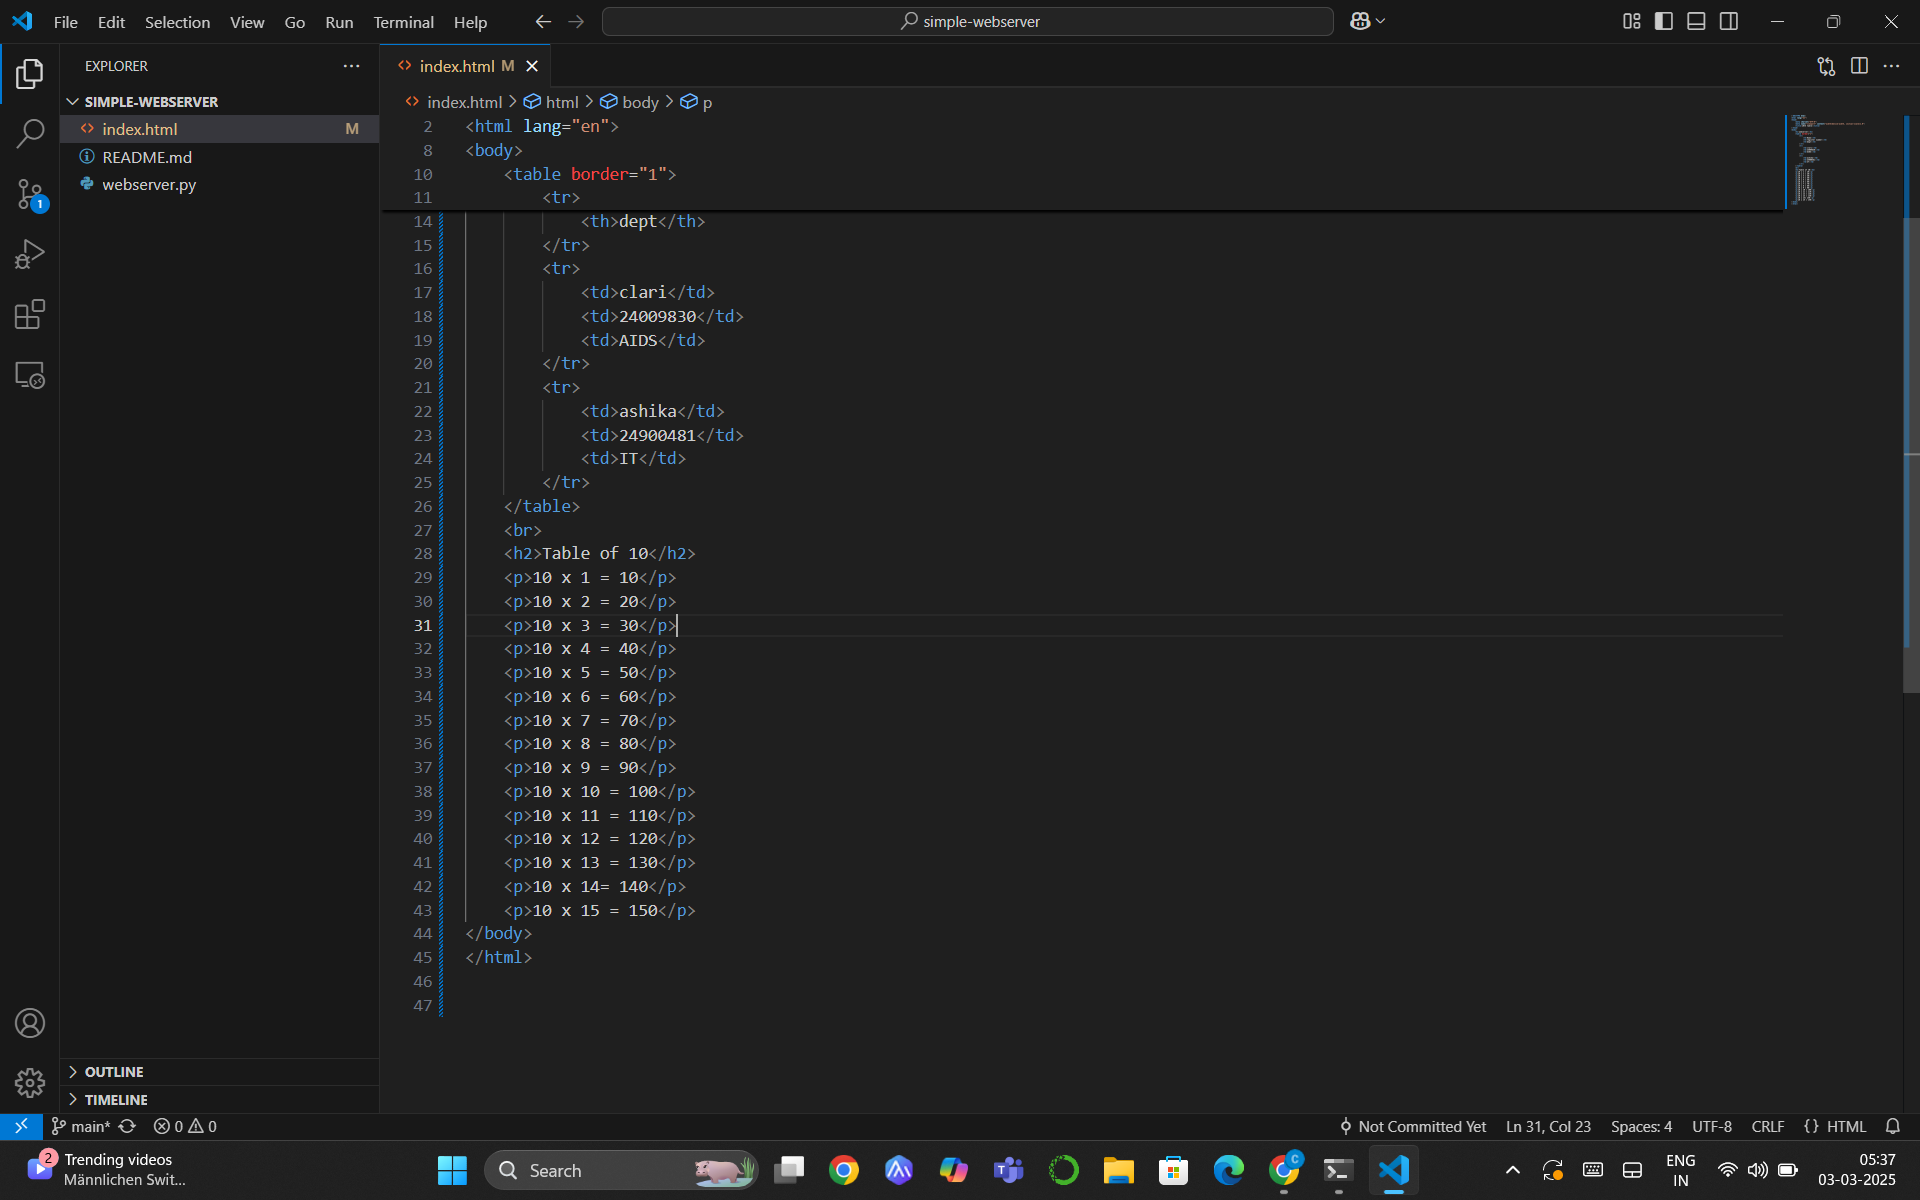 File Edit Selection View Go Run Terminal Help
simple-webserver
EXPLORER
SIMPLE-WEBSERVER
index.html M
README.md
webserver.py
1
OUTLINE
TIMELINE
index.html M
index.html > html > body > p
2 <html lang="en">
8 <body>
10 <table border="1">
11 <tr>
14 <th>dept</th>
15 </tr>
16 <tr>
17 <td>clari</td>
18 <td>24009830</td>
19 <td>AIDS</td>
20 </tr>
21 <tr>
22 <td>ashika</td>
23 <td>24900481</td>
24 <td>IT</td>
25 </tr>
26 </table>
27 <br>
28 <h2>Table of 10</h2>
29 <p>10 x 1 = 10</p>
30 <p>10 x 2 = 20</p>
31 <p>10 x 3 = 30</p>
32 <p>10 x 4 = 40</p>
33 <p>10 x 5 = 50</p>
34 <p>10 x 6 = 60</p>
35 <p>10 x 7 = 70</p>
36 <p>10 x 8 = 80</p>
37 <p>10 x 9 = 90</p>
38 <p>10 x 10 = 100</p>
39 <p>10 x 11 = 110</p>
40 <p>10 x 12 = 120</p>
41 <p>10 x 13 = 130</p>
42 <p>10 x 14= 140</p>
43 <p>10 x 15 = 150</p>
44 </body>
45 </html>
46
47
main* 0 0 Not Committed Yet Ln 31, Col 23 Spaces: 4 UTF-8 CRLF {} HTML
2
Trending videos
Männlichen Swit...
Search
C
ENG
IN
05:37
03-03-2025